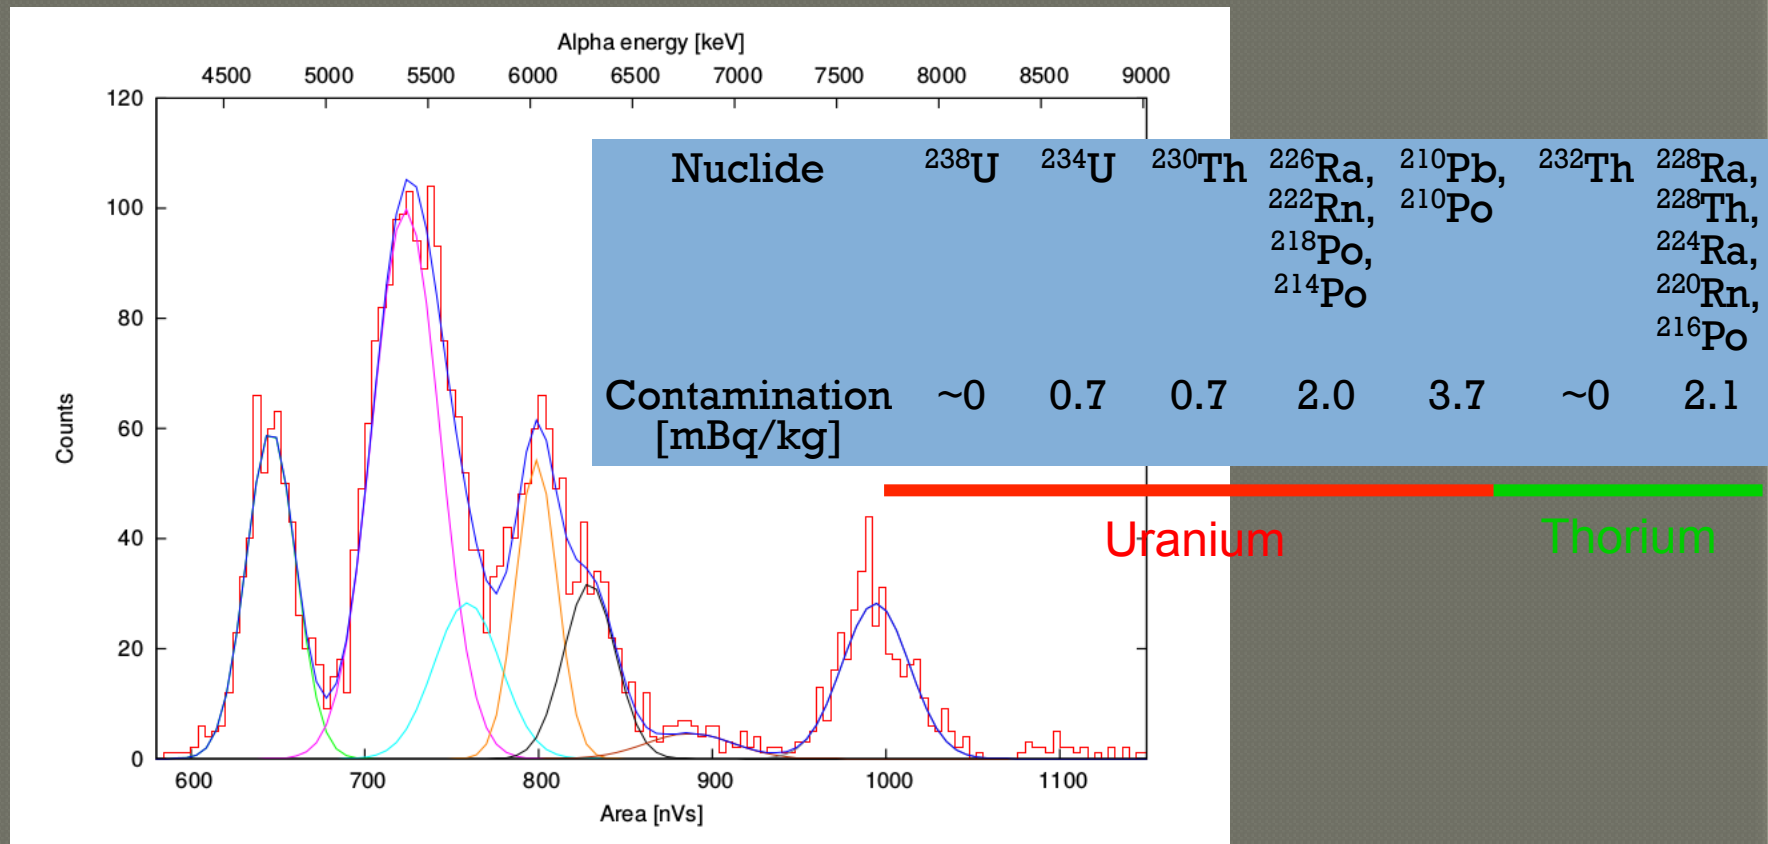 Alpha energy [keV]
4500 5000 5500 6000 6500 7000 7500 8000 8500 9000
120
100
80
60
40
20
0
Counts
600 700 800 900 1000 1100
Area [nVs]
Nuclide ²³⁸U ²³⁴U ²³⁰Th ²²⁶Ra, ²¹⁰Pb, ²³²Th ²²⁸Ra,
²²²Rn, ²¹⁰Po ²²⁸Th,
²¹⁸Po, ²²⁴Ra,
²¹⁴Po ²²⁰Rn,
²¹⁶Po
Contamination ~0 0.7 0.7 2.0 3.7 ~0 2.1
[mBq/kg]
Uranium Thorium